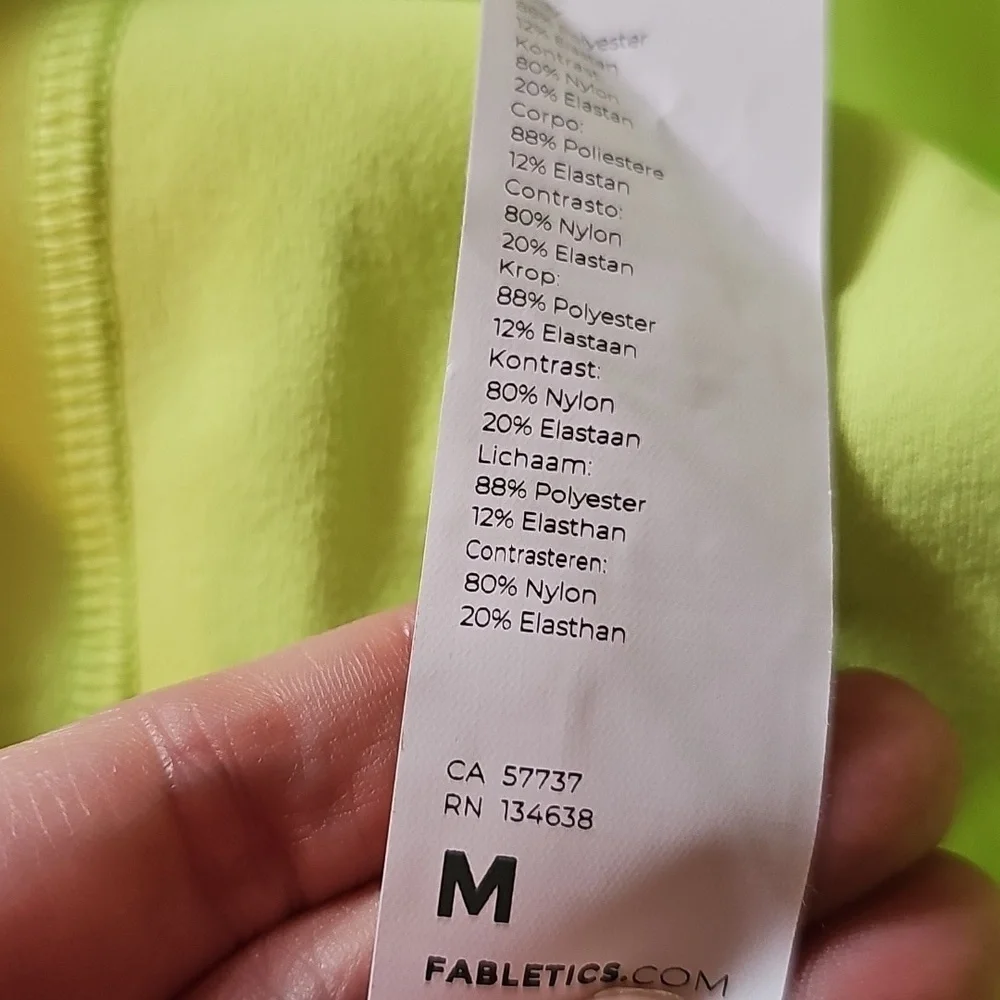 12%
Kontrast
80% Nylon
20% Elastan
Corpo:
88% Poliestere
12% Elastan
Contrasto:
80% Nylon
20% Elastan
Krop:
88% Polyester
12% Elastaan
Kontrast:
80% Nylon
20% Elastaan
Lichaam:
88% Polyester
12% Elasthan
Contrasteren:
80% Nylon
20% Elasthan
CA 57737
RN 134638
M
FABLETICS.COM